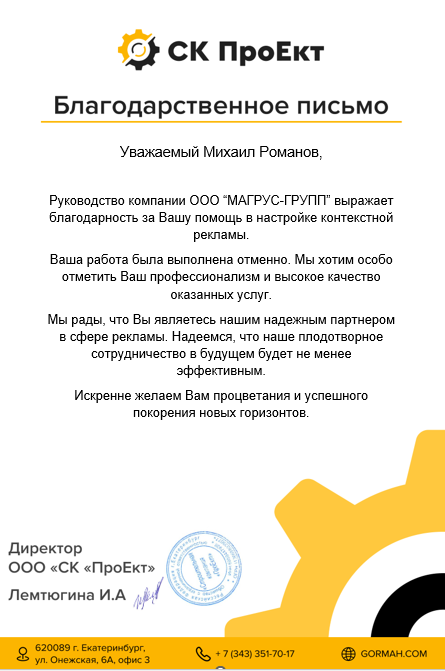 СК ПроЕкт
Благодарственное письмо
Уважаемый Михаил Романов,
Руководство компании ООО “МАГРУС-ГРУПП” выражает
благодарность за Вашу помощь в настройке контекстной
рекламы.
Ваша работа была выполнена отменно. Мы хотим особо
отметить Ваш профессионализм и высокое качество
оказанных услуг.
Мы рады, что Вы являетесь нашим надежным партнером
в сфере рекламы. Надеемся, что наше плодотворное
сотрудничество в будущем будет не менее
эффективным.
Искренне желаем Вам процветания и успешного
покорения новых горизонтов.
Директор
ООО «СК «ПроЕкт»
Лемтюгина И.А
620089 г. Екатеринбург,
ул. Онежская, 6А, офис 3
+ 7 (343) 351-70-17
GORMAH.COM